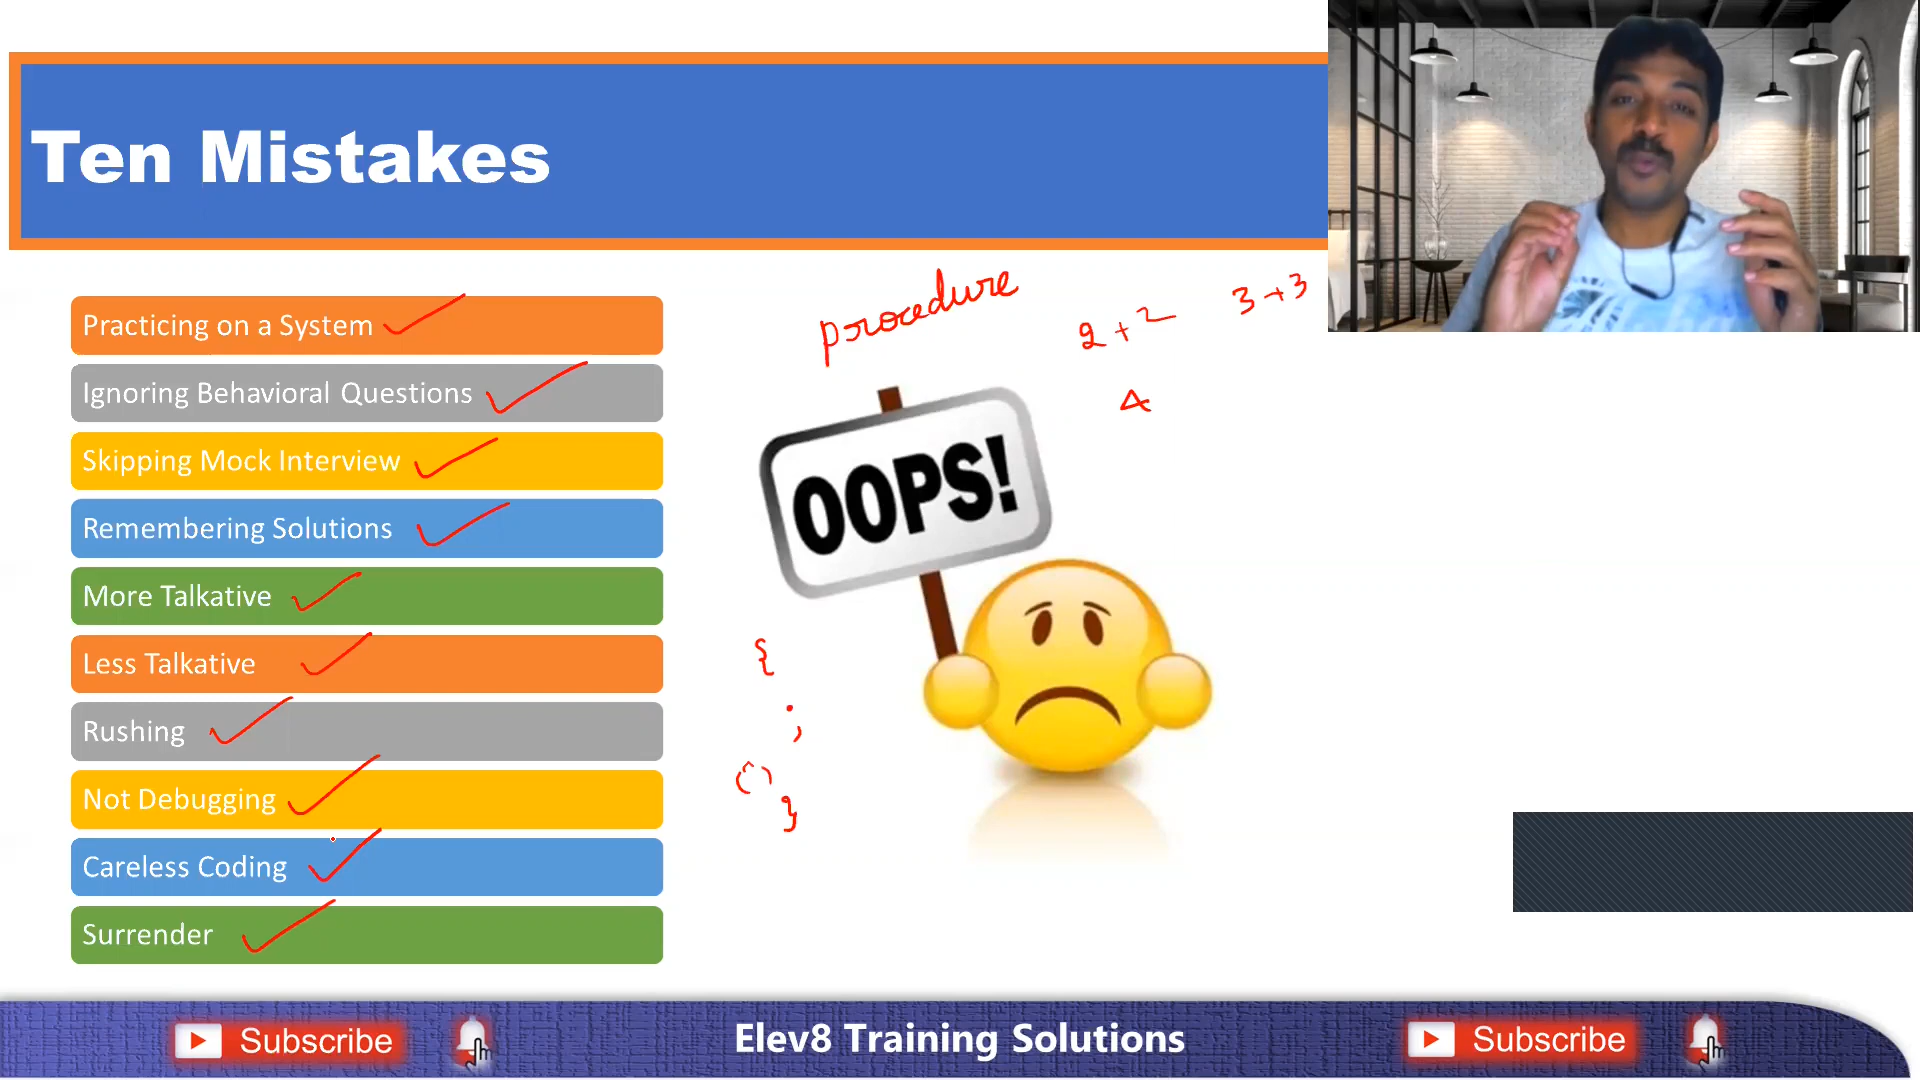 Ten Mistakes
Practicing on a System
Ignoring Behavioral Questions
Skipping Mock Interview
Remembering Solutions
More Talkative
Less Talkative
Rushing
Not Debugging
Careless Coding
Surrender
procedure
2+2
3+3
4
OOPS!
{
;
()
}
Subscribe
Elev8 Training Solutions
Subscribe